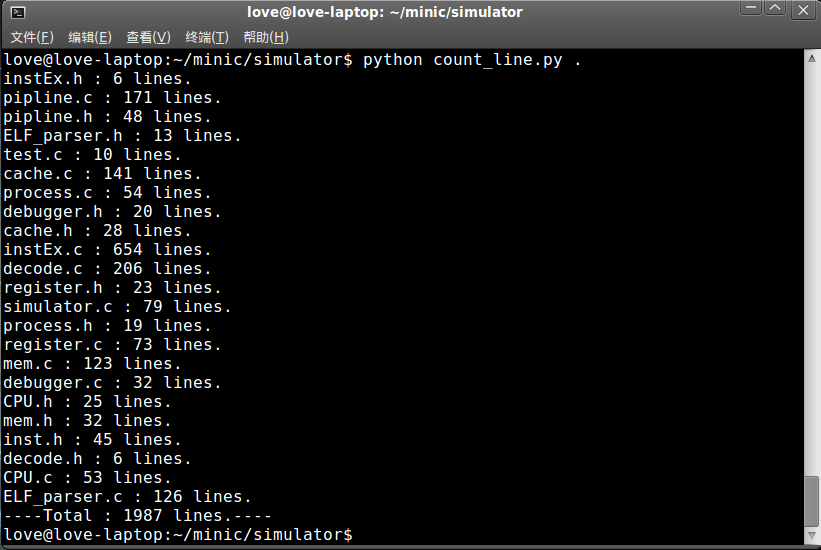 love@love-laptop: ~/minic/simulator
文件(F) 编辑(E) 查看(V) 终端(T) 帮助(H)
love@love-laptop:~/minic/simulator$ python count_line.py .
instEx.h : 6 lines.
pipline.c : 171 lines.
pipline.h : 48 lines.
ELF_parser.h : 13 lines.
test.c : 10 lines.
cache.c : 141 lines.
process.c : 54 lines.
debugger.h : 20 lines.
cache.h : 28 lines.
instEx.c : 654 lines.
decode.c : 206 lines.
register.h : 23 lines.
simulator.c : 79 lines.
process.h : 19 lines.
register.c : 73 lines.
mem.c : 123 lines.
debugger.c : 32 lines.
CPU.h : 25 lines.
mem.h : 32 lines.
inst.h : 45 lines.
decode.h : 6 lines.
CPU.c : 53 lines.
ELF_parser.c : 126 lines.
----Total : 1987 lines.----
love@love-laptop:~/minic/simulator$